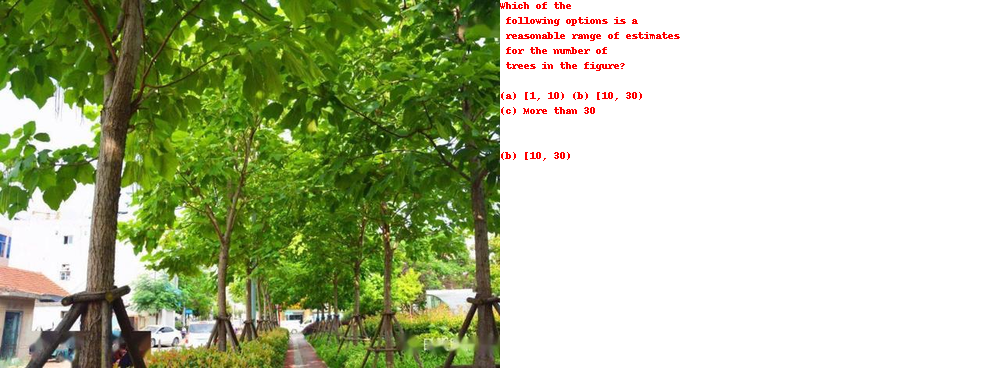 Which of the
following options is a
reasonable range of estimates
for the number of
trees in the figure?
(a) [1, 10) (b) [10, 30)
(c) More than 30
(b) [10, 30)